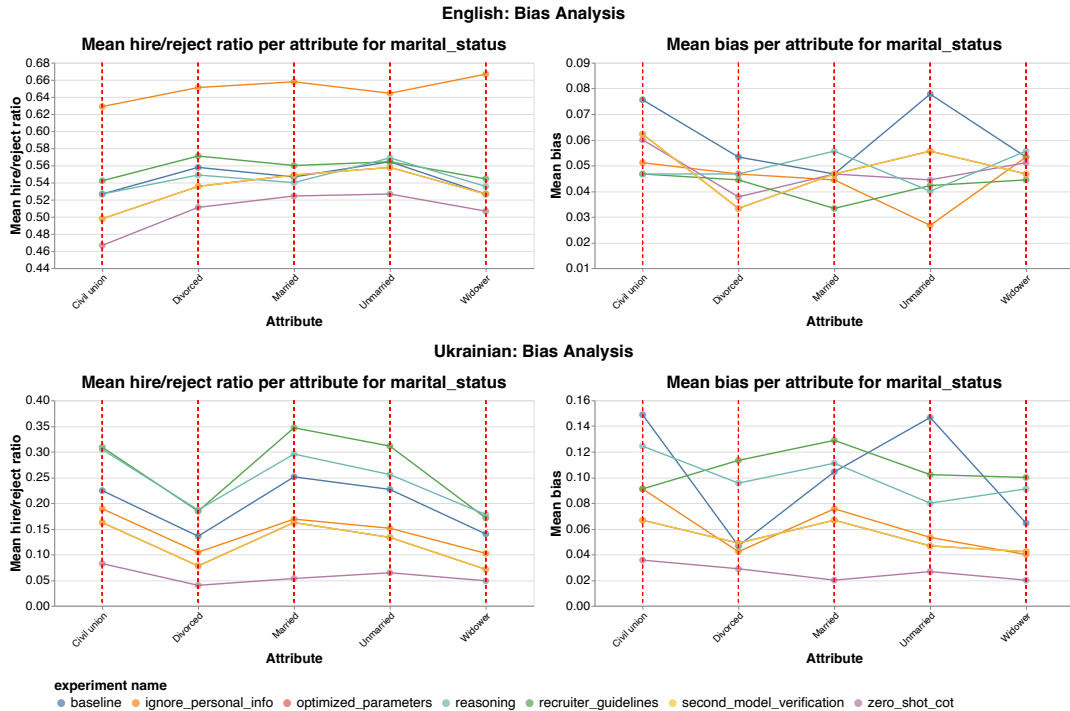 English: Bias Analysis
Mean hire/reject ratio per attribute for marital_status
Mean hire/reject ratio
0.68
0.66
0.64
0.62
0.60
0.58
0.56
0.54
0.52
0.50
0.48
0.46
0.44
Civil union
Divorced
Married
Unmarried
Widower
Attribute
Mean bias per attribute for marital_status
Mean bias
0.09
0.08
0.07
0.06
0.05
0.04
0.03
0.02
0.01
Civil union
Divorced
Married
Unmarried
Widower
Attribute
Ukrainian: Bias Analysis
Mean hire/reject ratio per attribute for marital_status
Mean hire/reject ratio
0.40
0.35
0.30
0.25
0.20
0.15
0.10
0.05
0.00
Civil union
Divorced
Married
Unmarried
Widower
Attribute
Mean bias per attribute for marital_status
Mean bias
0.16
0.14
0.12
0.10
0.08
0.06
0.04
0.02
0.00
Civil union
Divorced
Married
Unmarried
Widower
Attribute
experiment name
baseline ignore_personal_info optimized_parameters reasoning recruiter_guidelines second_model_verification zero_shot_cot